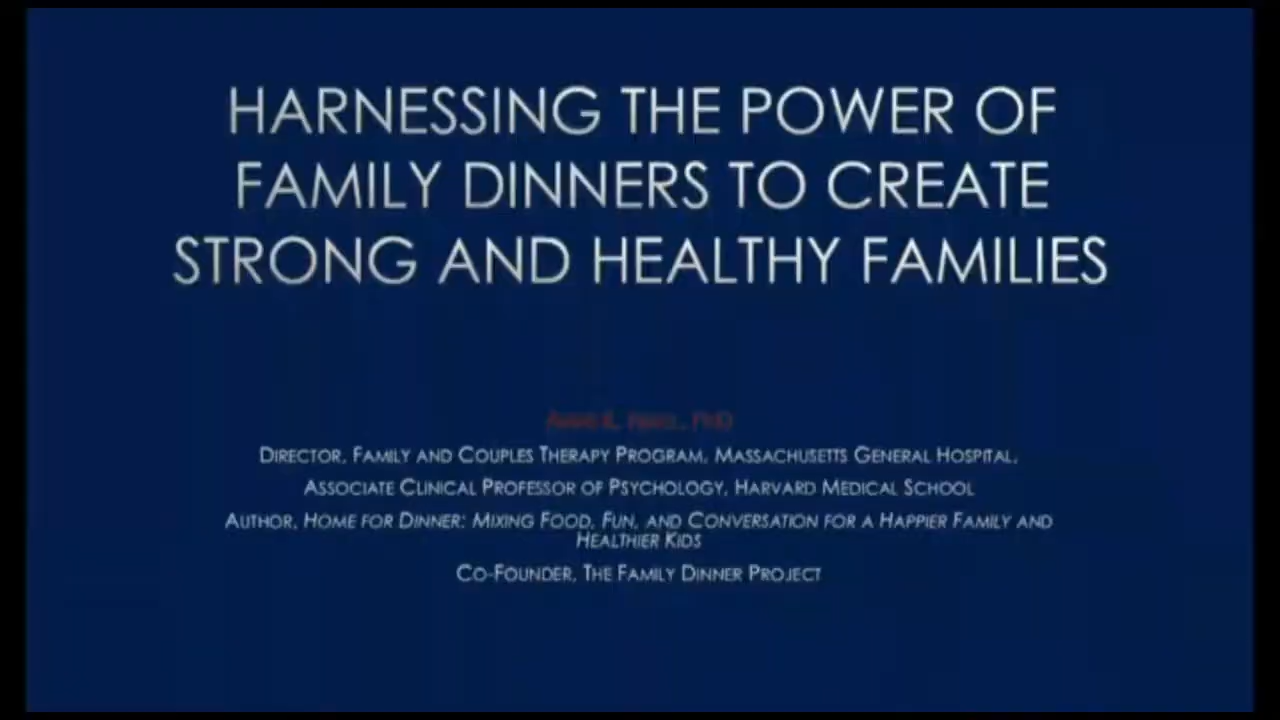 HARNESSING THE POWER OF
FAMILY DINNERS TO CREATE
STRONG AND HEALTHY FAMILIES
PHD
DIRECTOR, FAMILY AND COUPLES THERAPY PROGRAM, MASSACHUSETTS GENERAL HOSPITAL,
ASSOCIATE CLINICAL PROFESSOR OF PSYCHOLOGY, HARVARD MEDICAL SCHOOL
AUTHOR, HOME FOR DINNER: MIXING FOOD, FUN, AND CONVERSATION FOR A HAPPIER FAMILY AND
HEALTHIER KIDS
CO-FOUNDER, THE FAMILY DINNER PROJECT